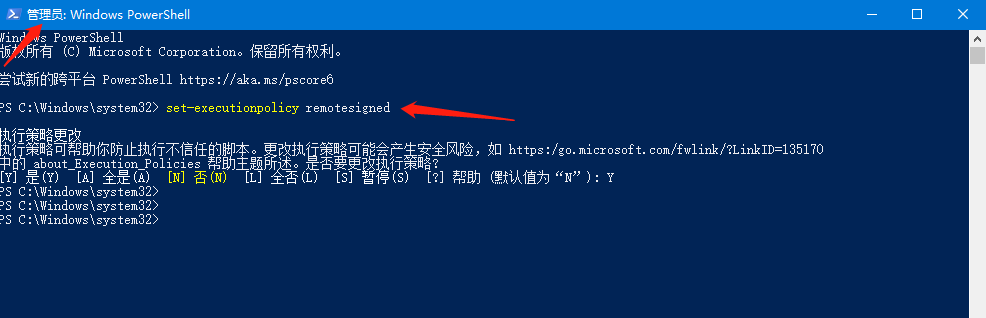 管理员: Windows PowerShell
Windows PowerShell
版权所有 (C) Microsoft Corporation。保留所有权利。
尝试新的跨平台 PowerShell https://aka.ms/pscore6
PS C:\Windows\system32> set-executionpolicy remotesigned
执行策略更改
执行策略可帮助你防止执行不信任的脚本。更改执行策略可能会产生安全风险，如 https:/go.microsoft.com/fwlink/?LinkID=135170
中的 about_Execution_Policies 帮助主题所述。是否要更改执行策略?
[Y] 是(Y)  [A] 全是(A)  [N] 否(N)  [L] 全否(L)  [S] 暂停(S)  [?] 帮助 (默认值为“N”): Y
PS C:\Windows\system32>
PS C:\Windows\system32>
PS C:\Windows\system32>